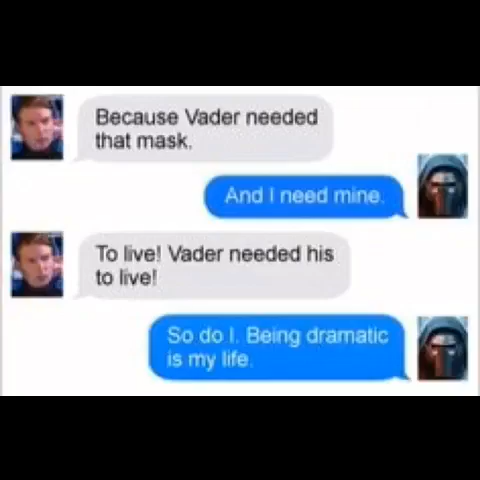 Because Vader needed
that mask.
And I need mine.
To live! Vader needed his
to live!
So do I. Being dramatic
is my life.